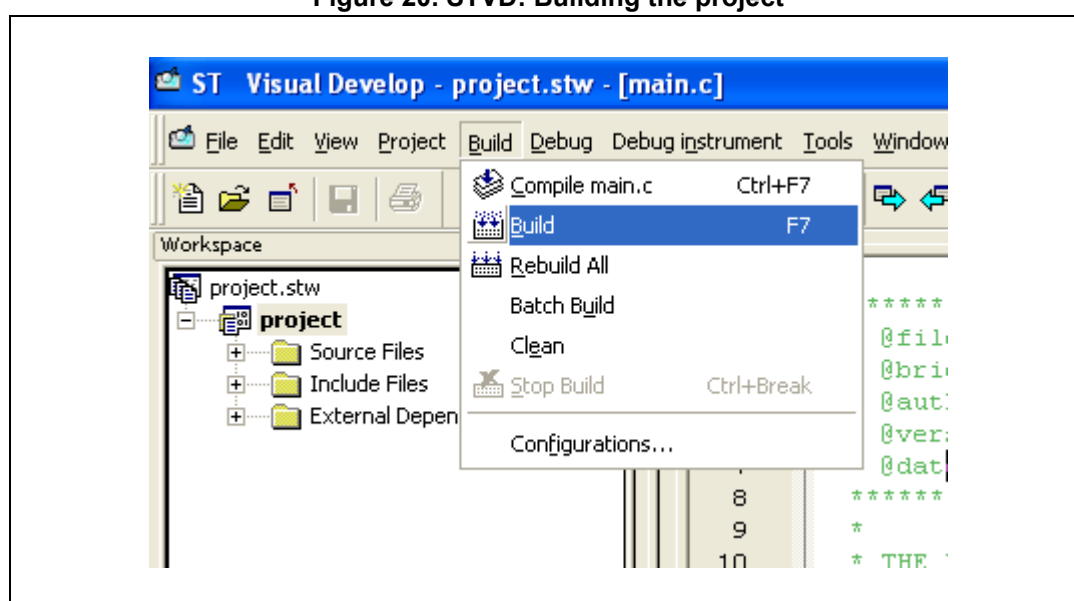 Figure 20. STVD: Building the project
ST Visual Develop - project.stw - [main.c]
File Edit View Project Build Debug Debug instrument Tools Window
Compile main.c Ctrl+F7
Build F7
Workspace
Rebuild All
project.stw
Batch Build
project
Source Files
Clean
Include Files
Stop Build Ctrl+Break
External Depen
Configurations...
*****
@fil
@bri
@aut
@ver
@dat
8 ******
9 *
10 * THE